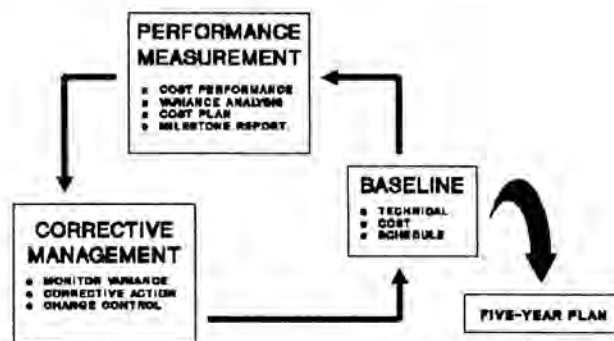 PERFORMANCE
MEASUREMENT
COST PERFORMANCE
VARIANCE ANALYSIS
COST PLAN
MILESTONE REPORT
BASELINE
TECHNICAL
COST
SCHEDULE
CORRECTIVE
MANAGEMENT
MONITOR VARIANCE
CORRECTIVE ACTION
CHANGE CONTROL
FIVE-YEAR PLAN